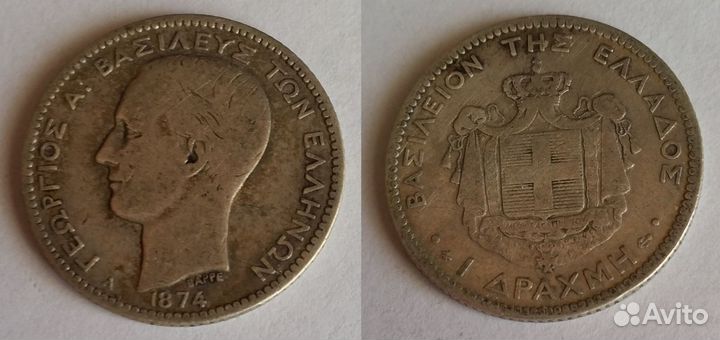 ΓΕΩΡΓΙΟΣ Α! ΒΑΣΙΛΕΥΣ ΤΩΝ ΕΛΛΗΝΩΝ
BARRE
1874
ΒΑΣΙΛΕΙΟΝ ΤΗΣ ΕΛΛΑΔΟΣ
1 ΔΡΑΧΜΗ
Avito